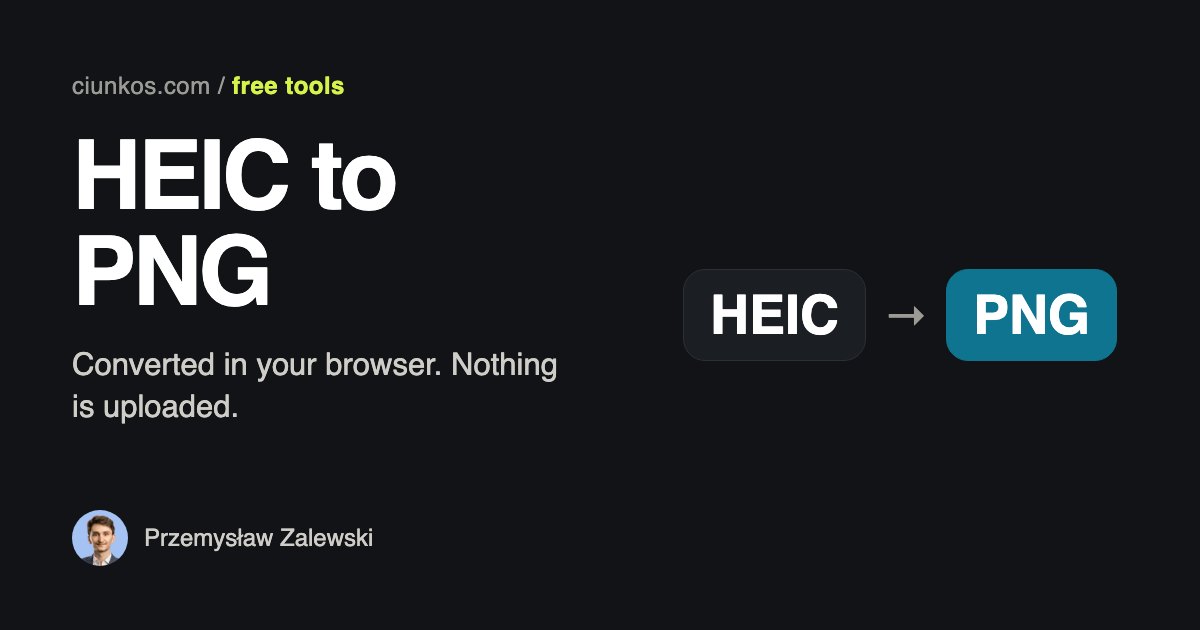 ciunkos.com / free tools
HEIC to
PNG
Converted in your browser. Nothing
is uploaded.
HEIC → PNG
Przemysław Zalewski